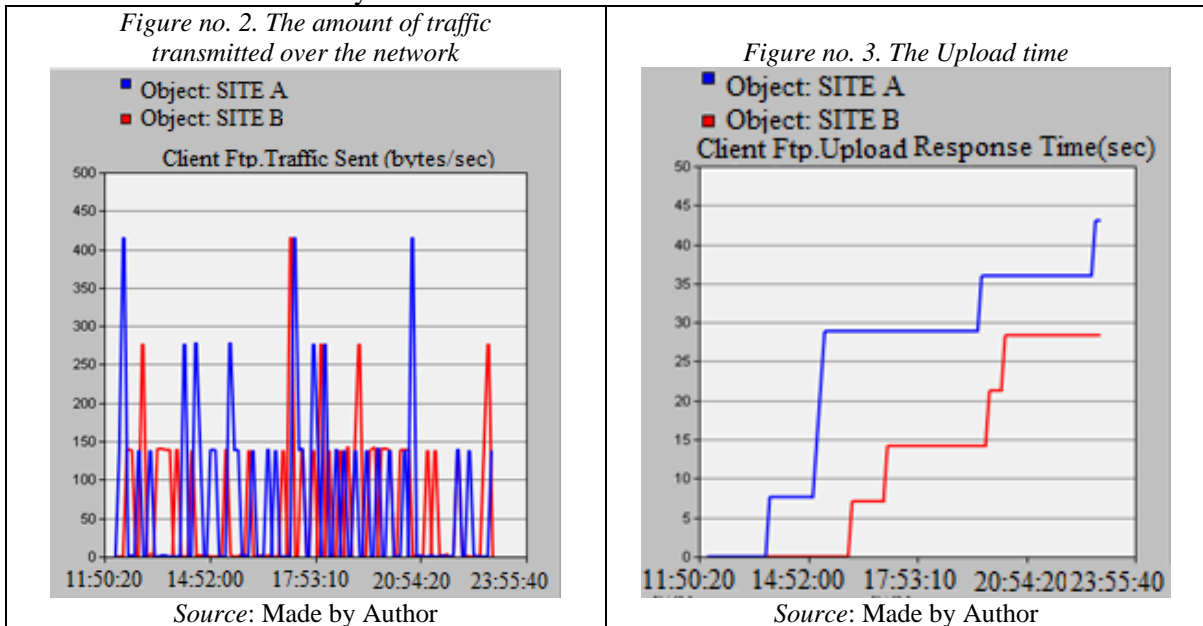 Figure no. 2. The amount of traffic
transmitted over the network
Object: SITE A
Object: SITE B
Client Ftp.Traffic Sent (bytes/sec)
500
450
400
350
300
250
200
150
100
50
0
11:50:20 14:52:00 17:53:10 20:54:20 23:55:40
Source: Made by Author
Figure no. 3. The Upload time
Object: SITE A
Object: SITE B
Client Ftp.Upload Response Time(sec)
50
45
40
35
30
25
20
15
10
5
0
11:50:20 14:52:00 17:53:10 20:54:20 23:55:40
Source: Made by Author